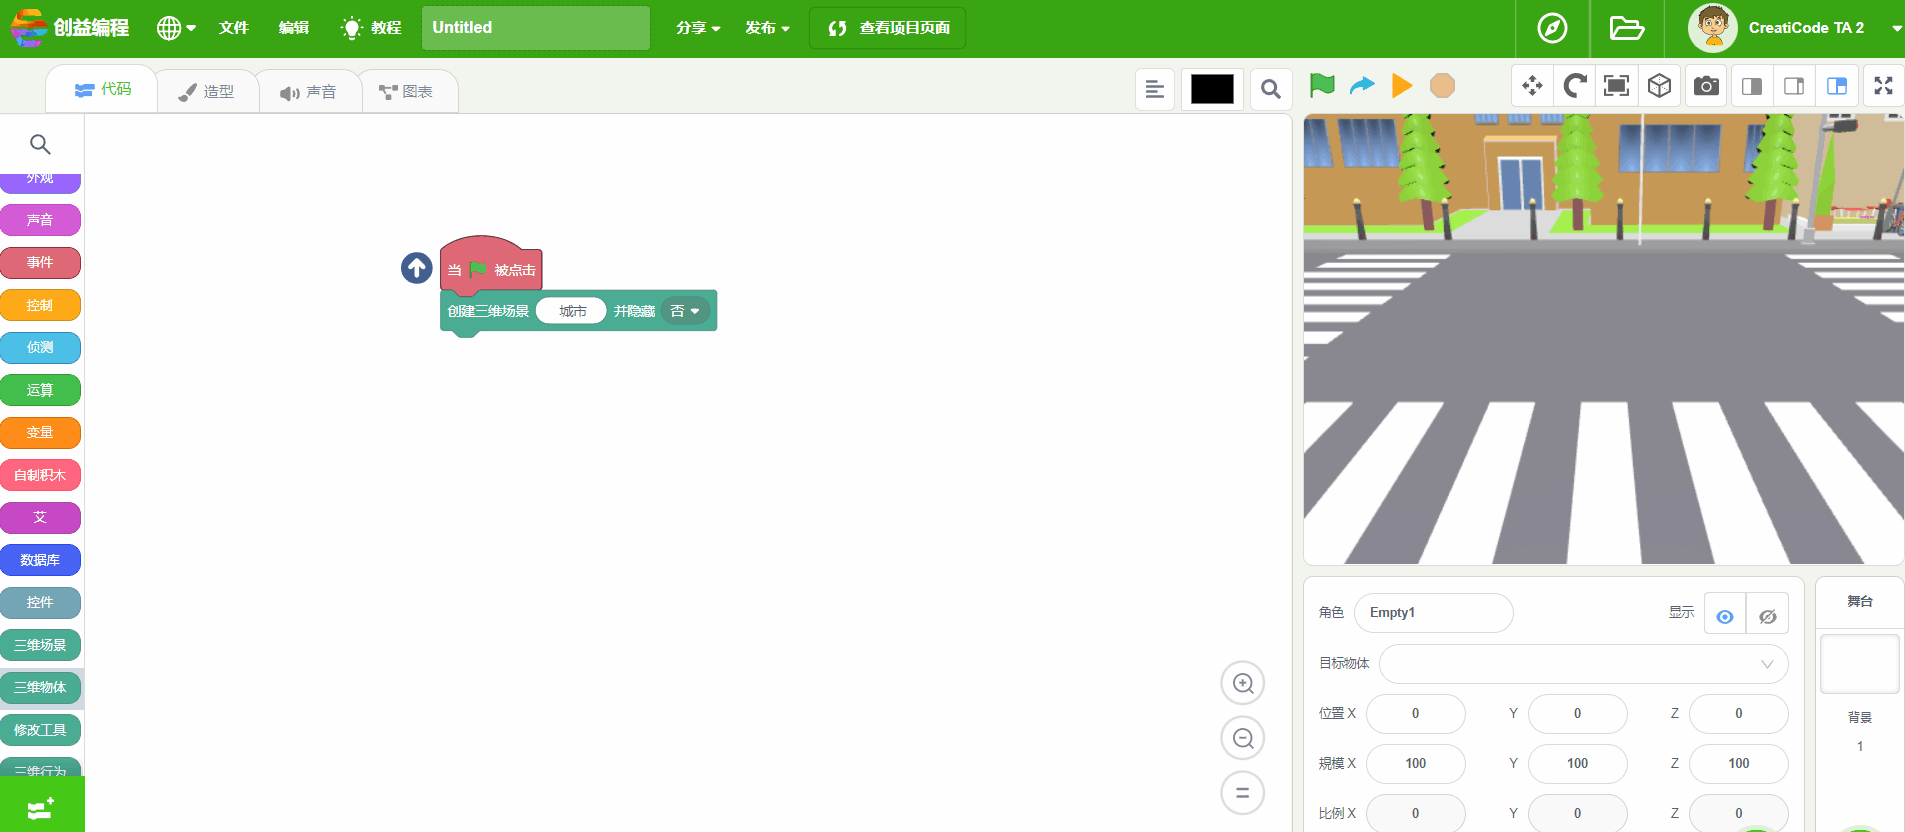 创益编程 文件 编辑 教程 Untitled 分享 发布 查看项目页面 CreatiCode TA 2
代码 造型 声音 图表
外观
声音
事件
控制
侦测
运算
变量
自制积木
艾
数据库
控件
三维场景
三维物体
修改工具
三维行为
当 被点击
创建三维场景 城市 并隐藏 否
角色 Empty1 显示
目标物体
位置 X 0 Y 0 Z 0
规模 X 100 Y 100 Z 100
比例 X 0 Y 0 Z 0
舞台
背景
1